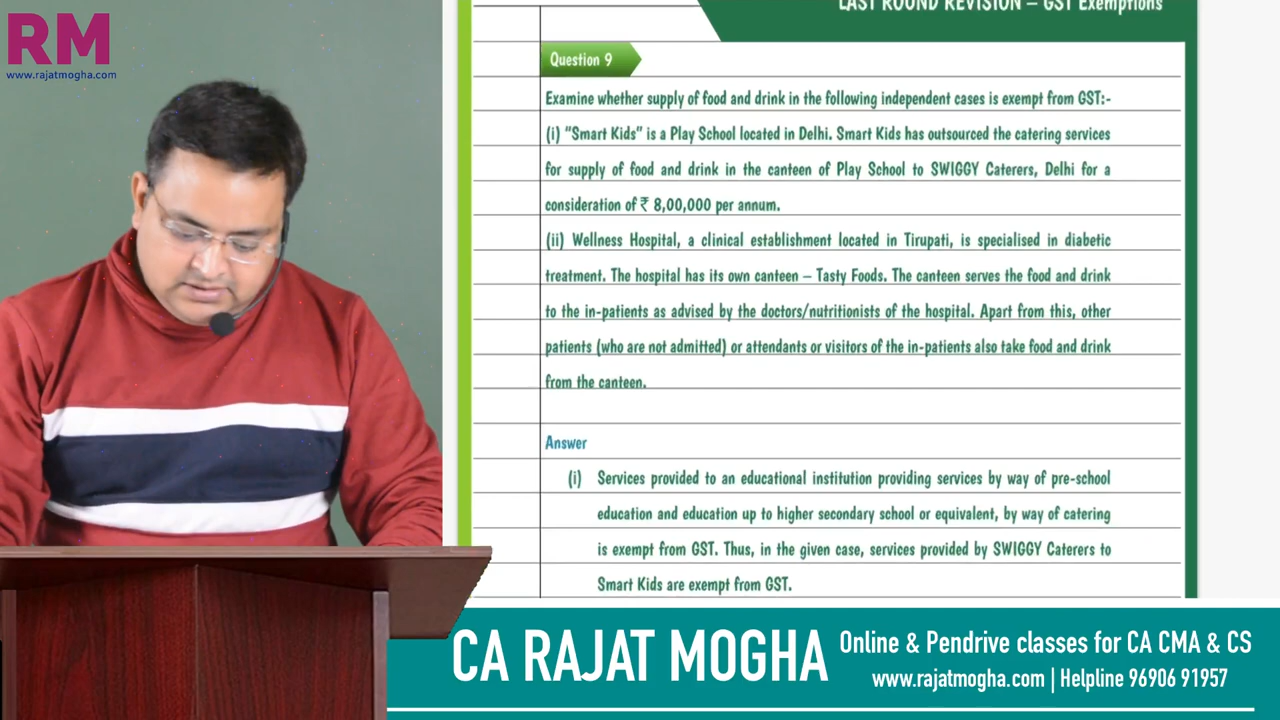 RM
www.rajatmogha.com
LAST ROUND REVISION – GST Exemptions
Question 9
Examine whether supply of food and drink in the following independent cases is exempt from GST:-
(i) “Smart Kids” is a Play School located in Delhi. Smart Kids has outsourced the catering services
for supply of food and drink in the canteen of Play School to SWIGGY Caterers, Delhi for a
consideration of ₹ 8,00,000 per annum.
(ii) Wellness Hospital, a clinical establishment located in Tirupati, is specialised in diabetic
treatment. The hospital has its own canteen – Tasty Foods. The canteen serves the food and drink
to the in-patients as advised by the doctors/nutritionists of the hospital. Apart from this, other
patients (who are not admitted) or attendants or visitors of the in-patients also take food and drink
from the canteen.
Answer
(i) Services provided to an educational institution providing services by way of pre-school
education and education up to higher secondary school or equivalent, by way of catering
is exempt from GST. Thus, in the given case, services provided by SWIGGY Caterers to
Smart Kids are exempt from GST.
CA RAJAT MOGHA
Online & Pendrive classes for CA CMA & CS
www.rajatmogha.com | Helpline 96906 91957